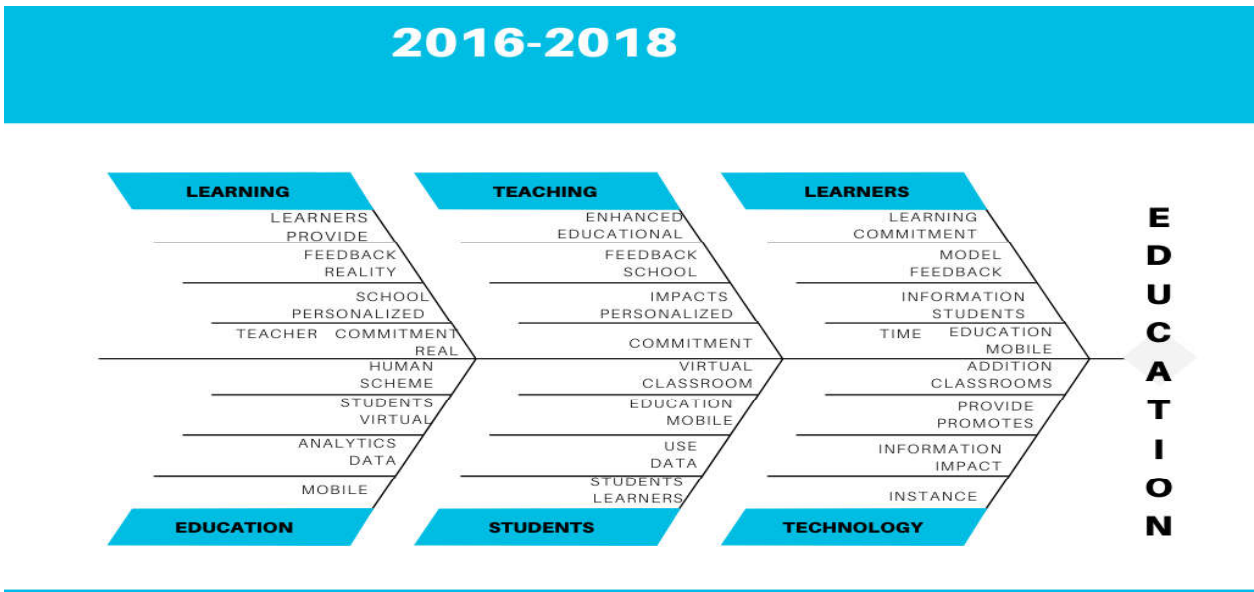 2016-2018
LEARNING
LEARNERS
PROVIDE
FEEDBACK
REALITY
SCHOOL
PERSONALIZED
TEACHER COMMITMENT
REAL
TEACHING
ENHANCED
EDUCATIONAL
FEEDBACK
SCHOOL
IMPACTS
PERSONALIZED
COMMITMENT
LEARNERS
LEARNING
COMMITMENT
MODEL
FEEDBACK
INFORMATION
STUDENTS
TIME EDUCATION
MOBILE
HUMAN
SCHEME
STUDENTS
VIRTUAL
ANALYTICS
DATA
MOBILE
EDUCATION
VIRTUAL
CLASSROOM
EDUCATION
MOBILE
USE
DATA
STUDENTS
LEARNERS
STUDENTS
ADDITION
CLASSROOMS
PROVIDE
PROMOTES
INFORMATION
IMPACT
INSTANCE
TECHNOLOGY
EDUCATION